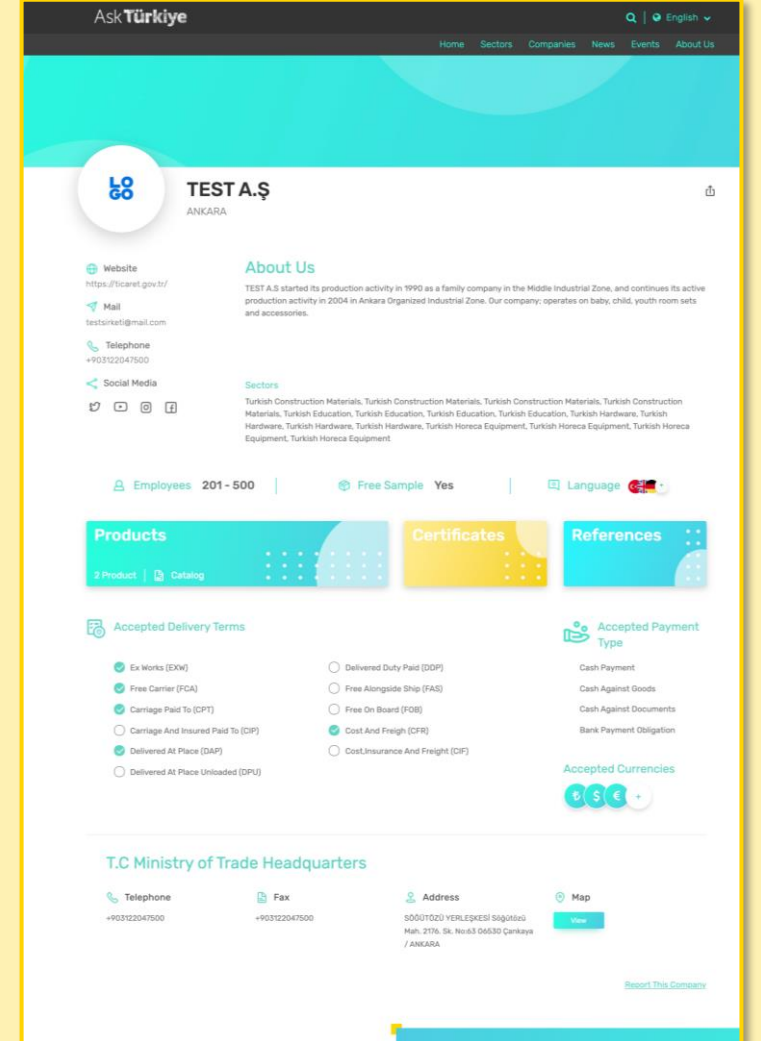 AskTürkiye
English
Home Sectors Companies News Events About Us
LO
GO
TEST A.Ş
ANKARA
Website
https://ticaret.gov.tr/
Mail
testsirketi@mail.com
Telephone
+903122047500
Social Media
About Us
TEST A.S started its production activity in 1990 as a family company in the Middle Industrial Zone, and continues its active
production activity in 2004 in Ankara Organized Industrial Zone. Our company; operates on baby, child, youth room sets
and accessories.
Sectors
Turkish Construction Materials, Turkish Construction Materials, Turkish Construction Materials, Turkish Construction
Materials, Turkish Education, Turkish Education, Turkish Education, Turkish Education, Turkish Hardware, Turkish
Hardware, Turkish Hardware, Turkish Hardware, Turkish Horeca Equipment, Turkish Horeca Equipment, Turkish Horeca
Equipment, Turkish Horeca Equipment
Employees 201 - 500
Free Sample Yes
Language +
Products
2 Product | Catalog
Certificates
References
Accepted Delivery Terms
Ex Works (EXW)
Free Carrier (FCA)
Carriage Paid To (CPT)
Carriage And Insured Paid To (CIP)
Delivered At Place (DAP)
Delivered At Place Unloaded (DPU)
Delivered Duty Paid (DDP)
Free Alongside Ship (FAS)
Free On Board (FOB)
Cost And Freigh (CFR)
Cost,Insurance And Freight (CIF)
Accepted Payment
Type
Cash Payment
Cash Against Goods
Cash Against Documents
Bank Payment Obligation
Accepted Currencies
₺ $ € +
T.C Ministry of Trade Headquarters
Telephone
+903122047500
Fax
+903122047500
Address
SÖĞÜTÖZÜ YERLEŞKESİ Söğütözü
Mah. 2176. Sk. No:63 06530 Çankaya
/ ANKARA
Map
View
Report This Company